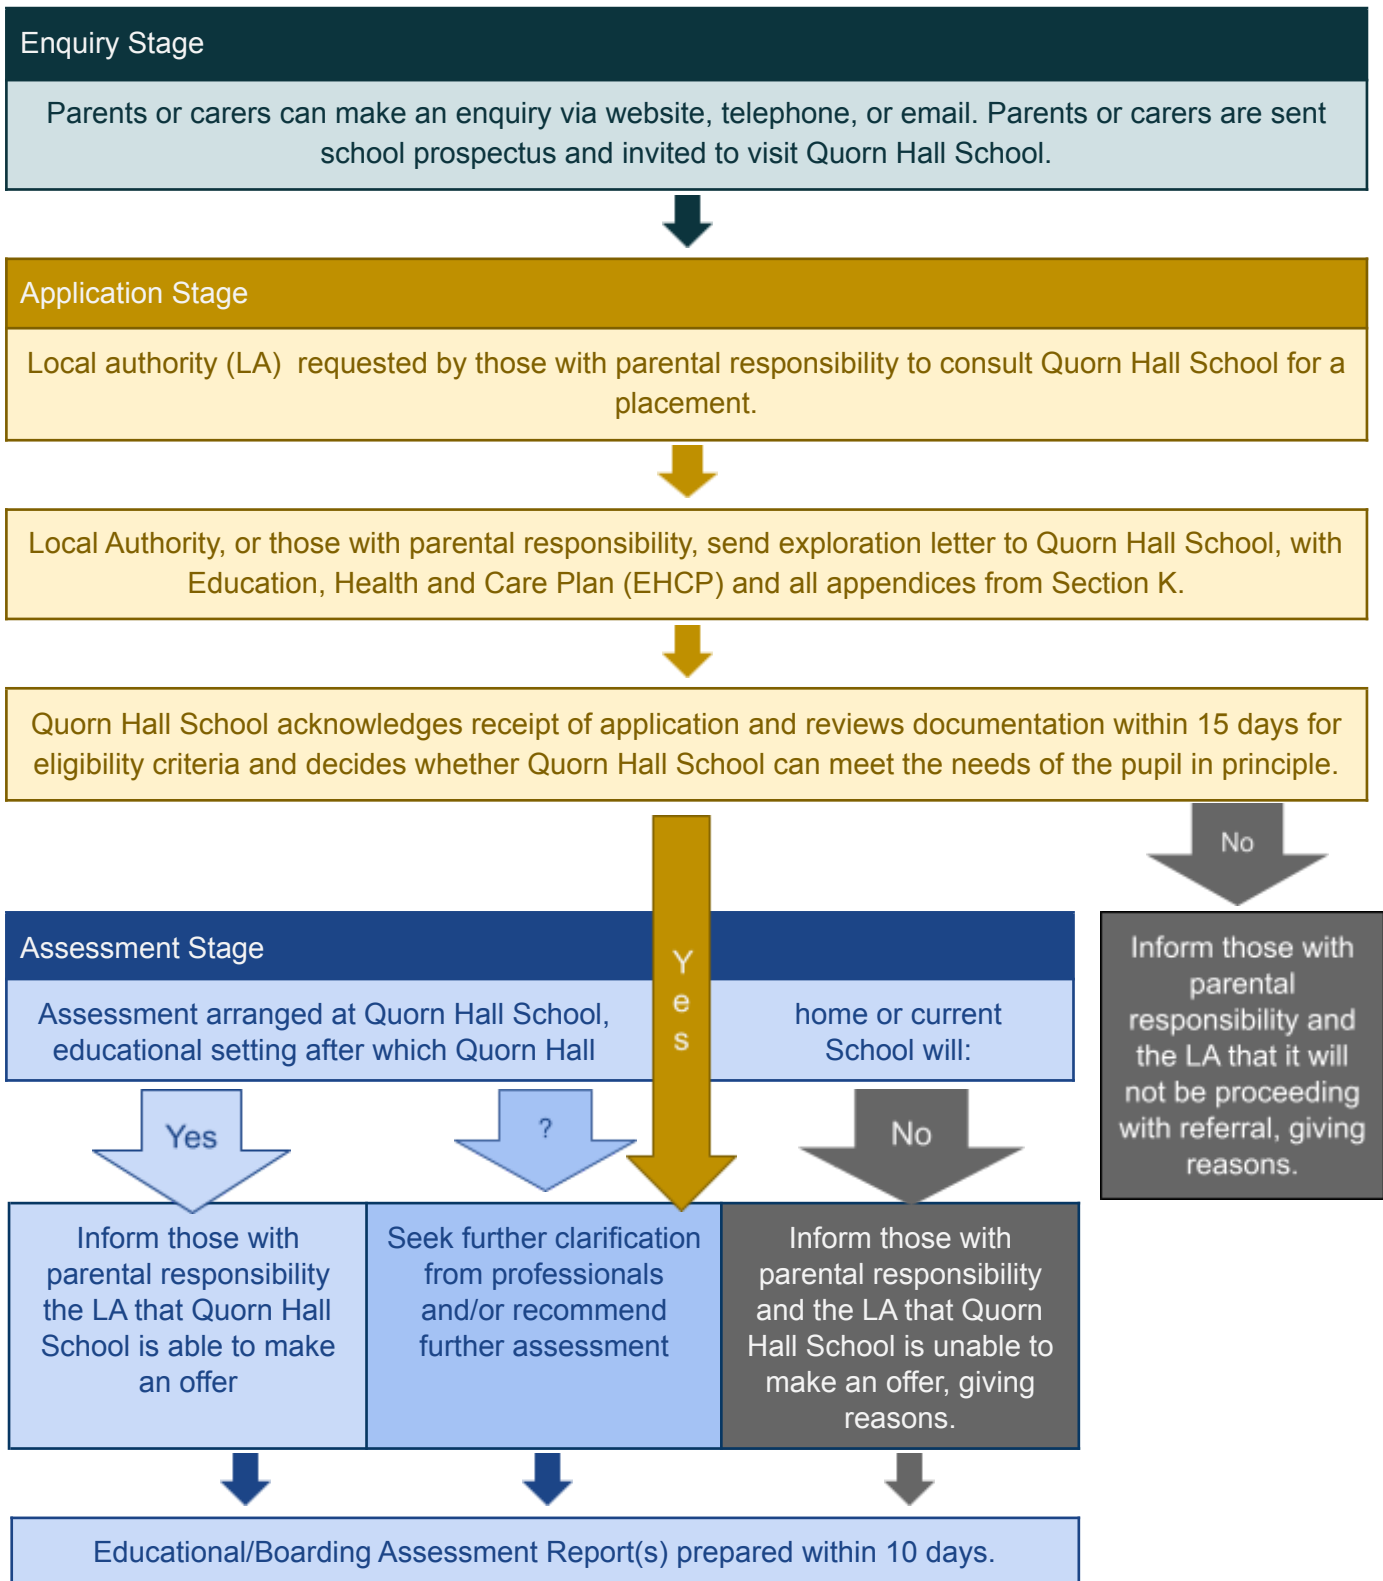 Enquiry Stage
Parents or carers can make an enquiry via website, telephone, or email. Parents or carers are sent
school prospectus and invited to visit Quorn Hall School.
Application Stage
Local authority (LA)  requested by those with parental responsibility to consult Quorn Hall School for a
placement.
Local Authority, or those with parental responsibility, send exploration letter to Quorn Hall School, with
Education, Health and Care Plan (EHCP) and all appendices from Section K.
Quorn Hall School acknowledges receipt of application and reviews documentation within 15 days for
eligibility criteria and decides whether Quorn Hall School can meet the needs of the pupil in principle.
Yes
No
Inform those with
parental
responsibility and
the LA that it will
not be proceeding
with referral, giving
reasons.
Assessment Stage
Assessment arranged at Quorn Hall School, home or current
educational setting after which Quorn Hall School will:
Yes
?
No
Inform those with
parental responsibility
the LA that Quorn Hall
School is able to make
an offer
Seek further clarification
from professionals
and/or recommend
further assessment
Inform those with
parental responsibility
and the LA that Quorn
Hall School is unable to
make an offer, giving
reasons.
Educational/Boarding Assessment Report(s) prepared within 10 days.